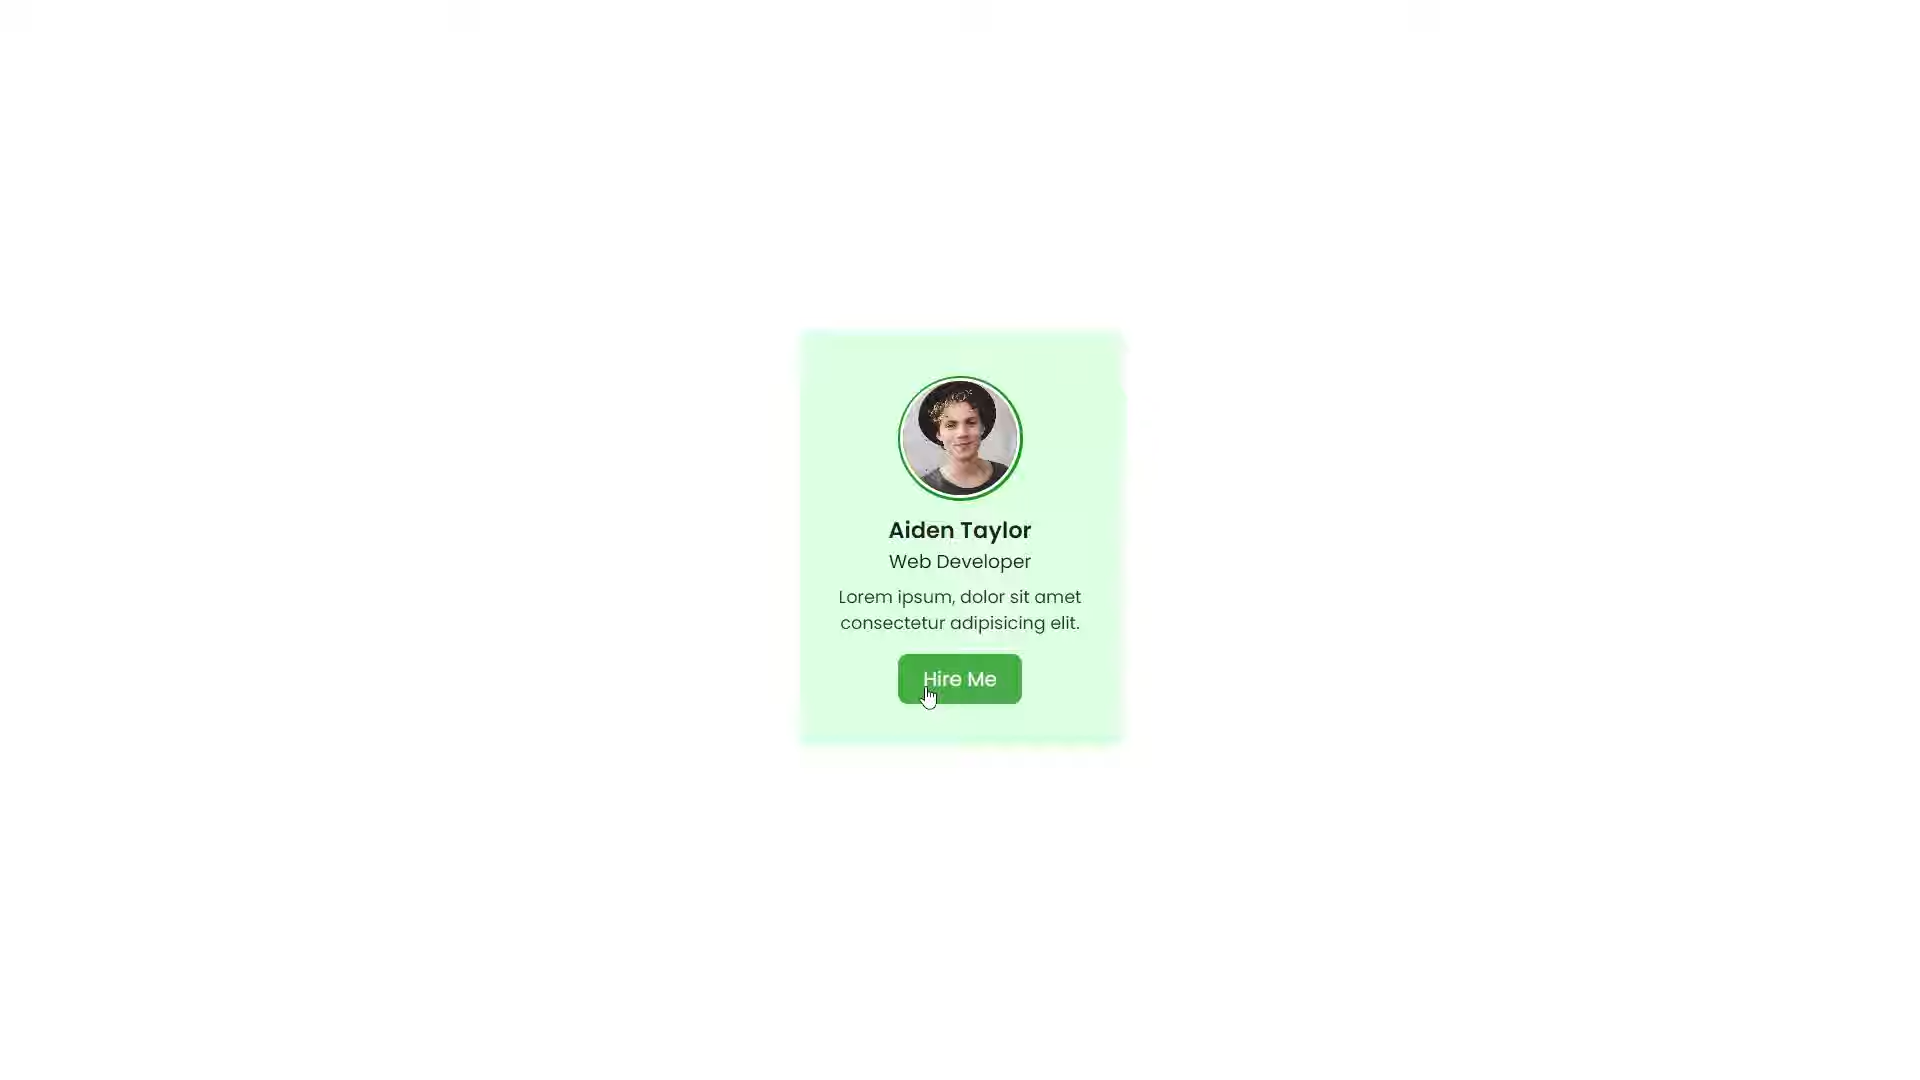 Aiden Taylor
Web Developer
Lorem ipsum, dolor sit amet
consectetur adipisicing elit.
Hire Me